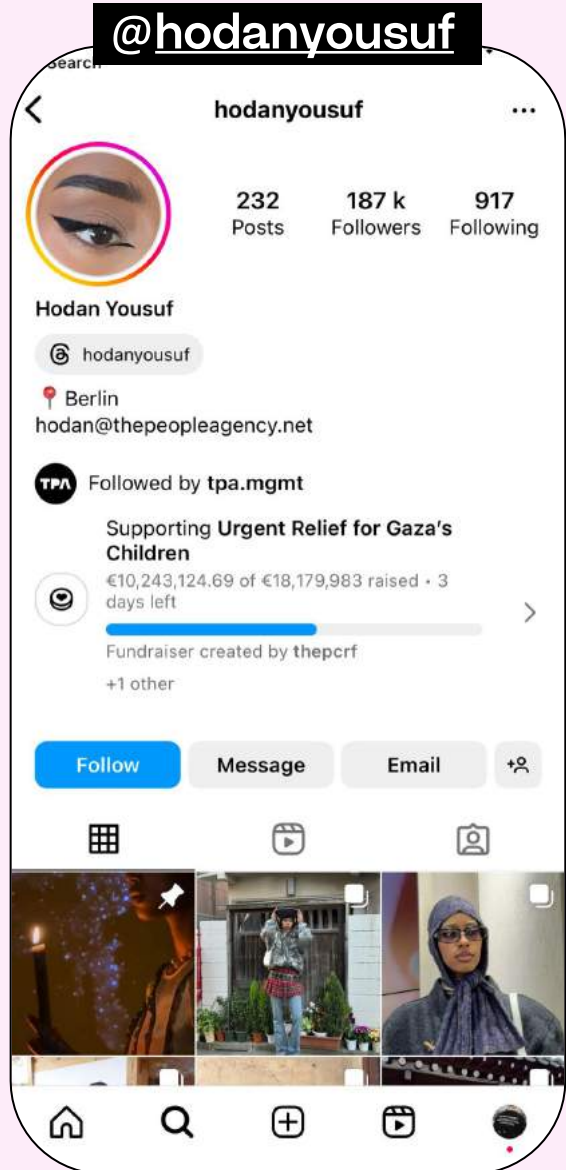 @hodanyousuf
Search
hodanyousuf
232 187 k 917
Posts Followers Following
Hodan Yousuf
hodanyousuf
Berlin
hodan@thepeopleagency.net
TPA Followed by tpa.mgmt
Supporting Urgent Relief for Gaza's
Children
€10,243,124.69 of €18,179,983 raised • 3
days left
Fundraiser created by thepcrf
+1 other
Follow Message Email